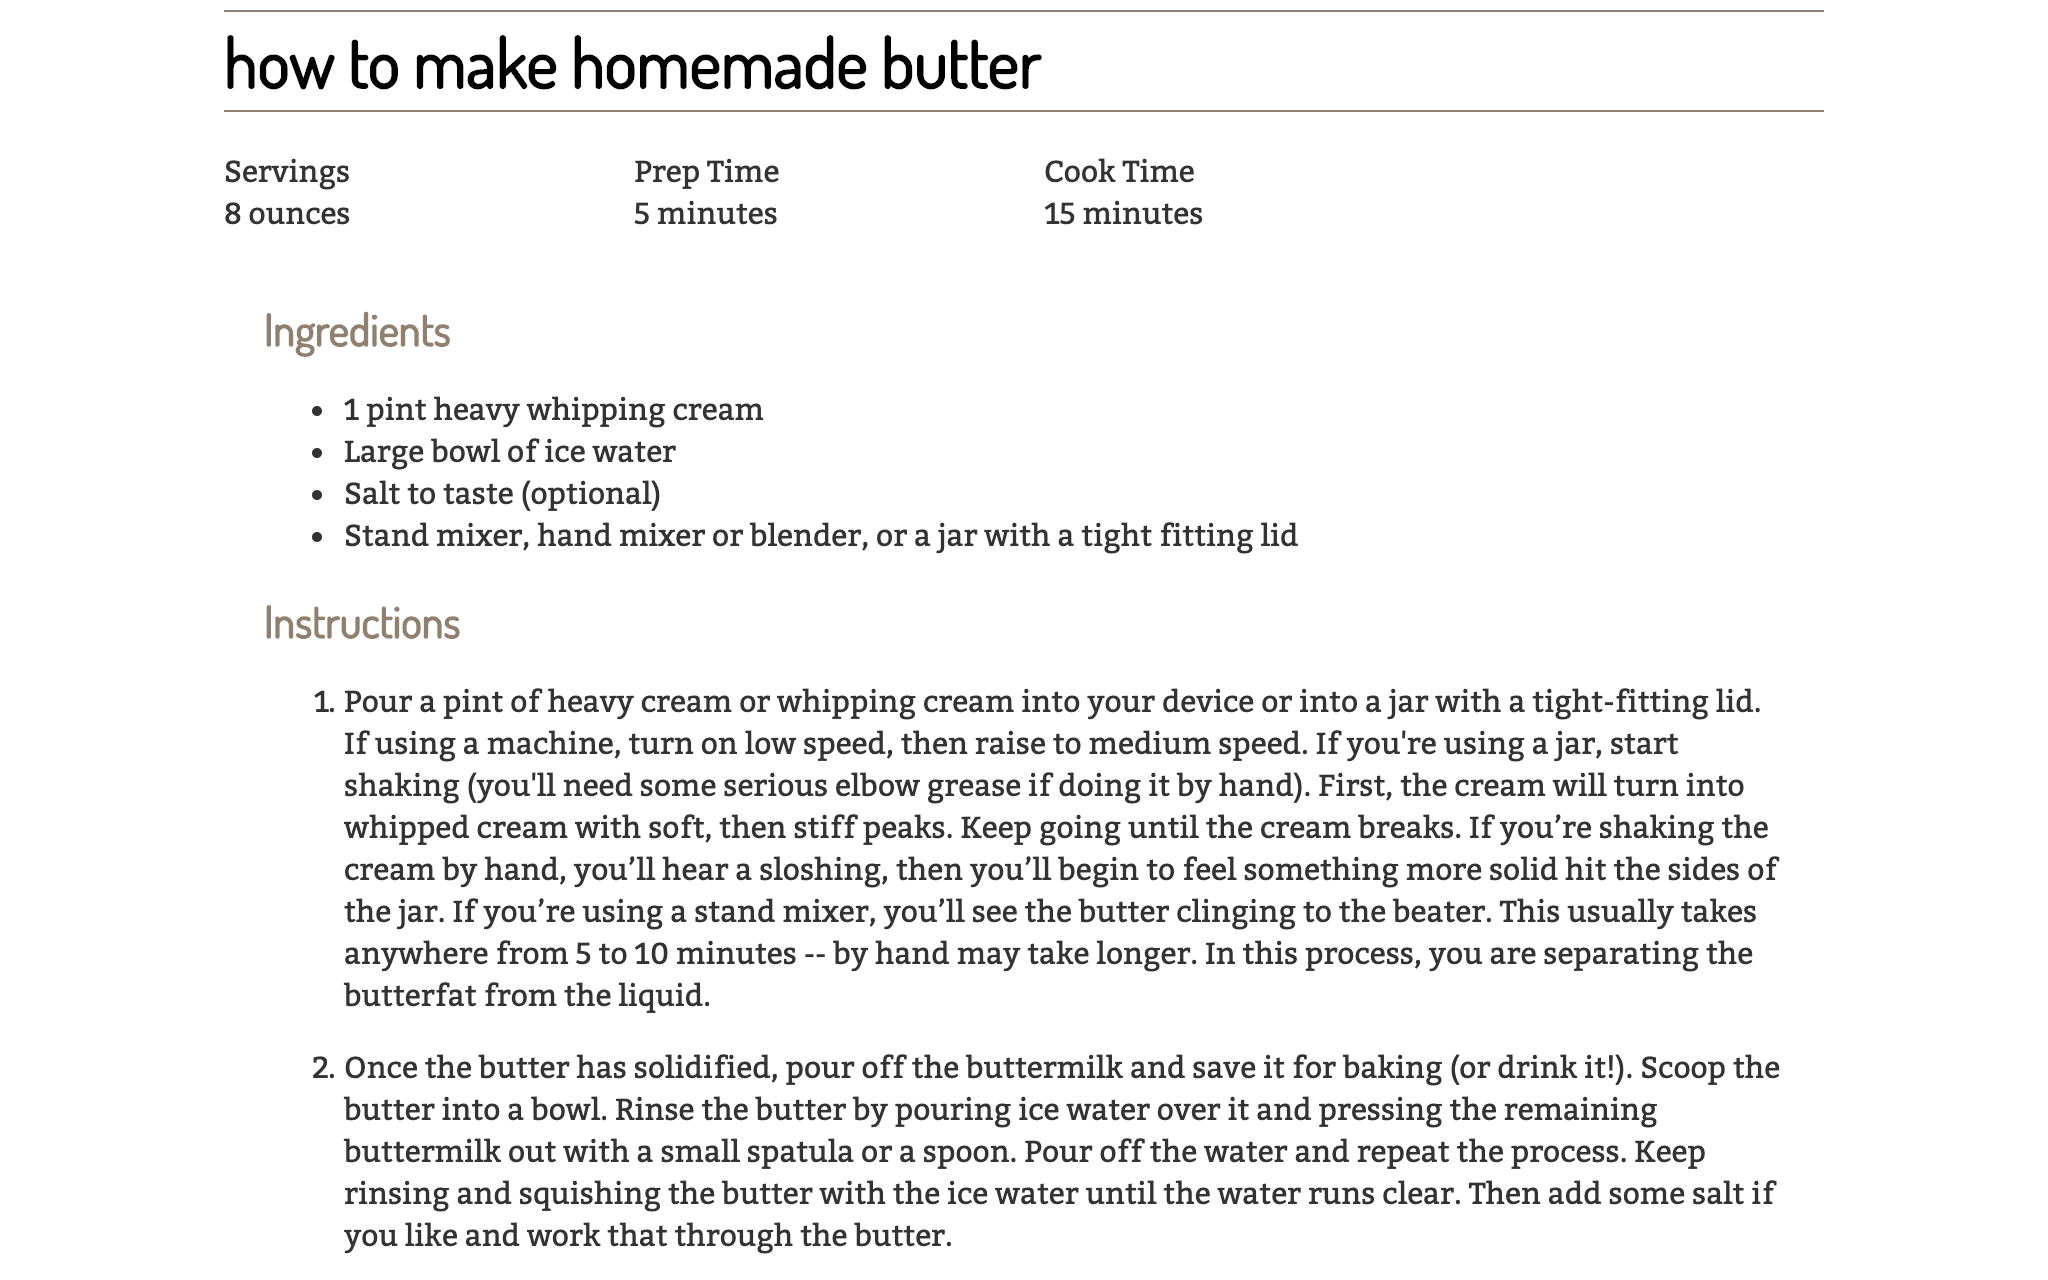 how to make homemade butter
Servings
8 ounces
Prep Time
5 minutes
Cook Time
15 minutes
Ingredients
• 1 pint heavy whipping cream
• Large bowl of ice water
• Salt to taste (optional)
• Stand mixer, hand mixer or blender, or a jar with a tight fitting lid
Instructions
1. Pour a pint of heavy cream or whipping cream into your device or into a jar with a tight-fitting lid.
If using a machine, turn on low speed, then raise to medium speed. If you're using a jar, start
shaking (you'll need some serious elbow grease if doing it by hand). First, the cream will turn into
whipped cream with soft, then stiff peaks. Keep going until the cream breaks. If you’re shaking the
cream by hand, you’ll hear a sloshing, then you’ll begin to feel something more solid hit the sides of
the jar. If you’re using a stand mixer, you’ll see the butter clinging to the beater. This usually takes
anywhere from 5 to 10 minutes -- by hand may take longer. In this process, you are separating the
butterfat from the liquid.
2. Once the butter has solidified, pour off the buttermilk and save it for baking (or drink it!). Scoop the
butter into a bowl. Rinse the butter by pouring ice water over it and pressing the remaining
buttermilk out with a small spatula or a spoon. Pour off the water and repeat the process. Keep
rinsing and squishing the butter with the ice water until the water runs clear. Then add some salt if
you like and work that through the butter.